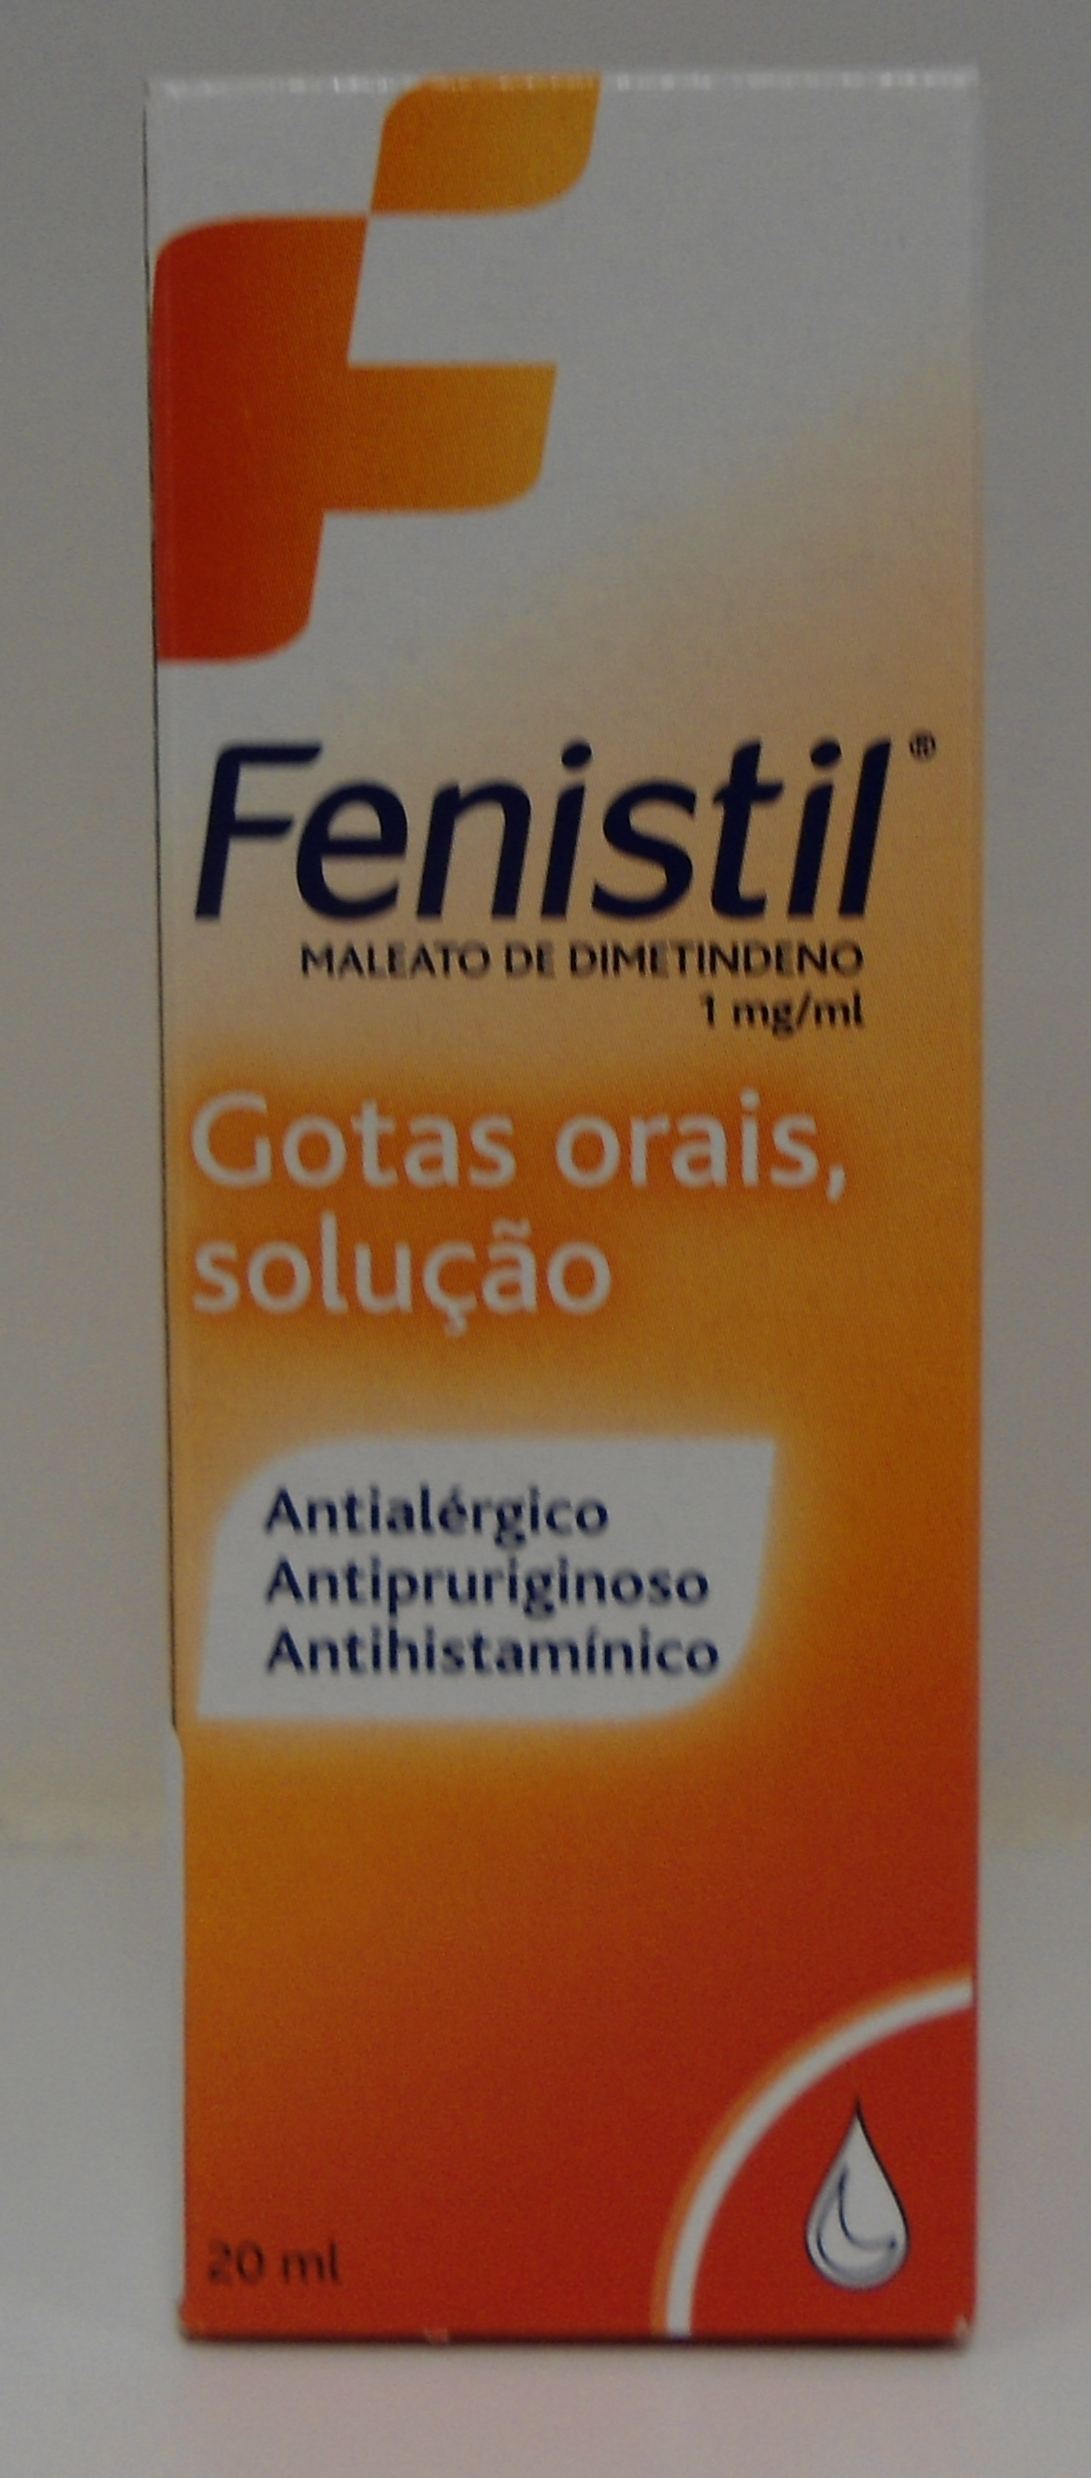 Fenistil®
MALEATO DE DIMETINDENO
1 mg/ml
Gotas orais,
solução
Antialérgico
Antipruriginoso
Antihistamínico
20 ml